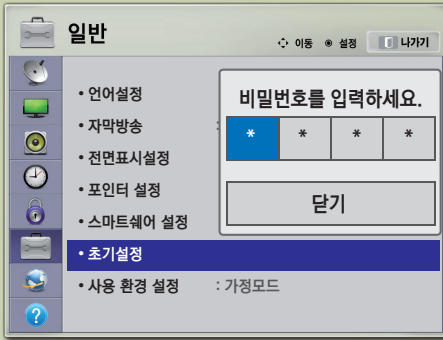 일반
이동 설정 나가기
• 언어설정
• 자막방송 :
• 전면표시설정
• 포인터 설정
• 스마트쉐어 설정
• 초기설정
• 사용 환경 설정 : 가정모드
비밀번호를 입력하세요.
* * * *
닫기
?